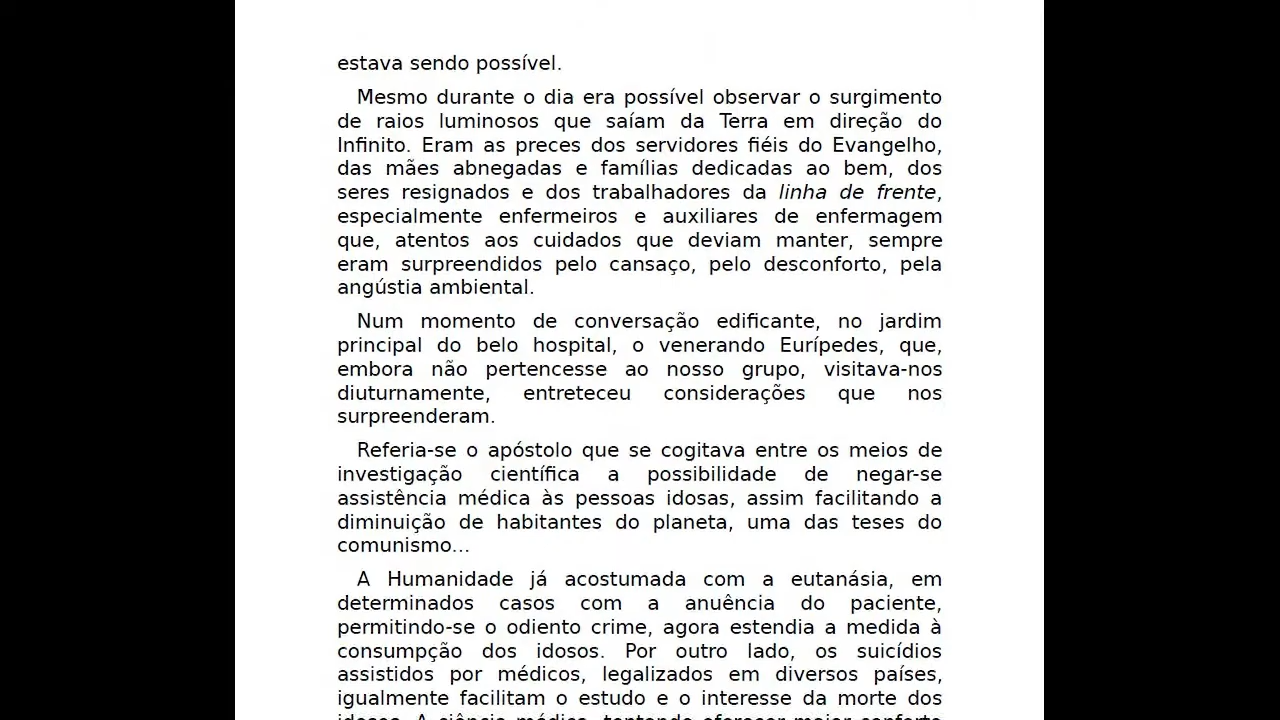 estava sendo possível.
Mesmo durante o dia era possível observar o surgimento
de raios luminosos que saíam da Terra em direção do
Infinito. Eram as preces dos servidores fiéis do Evangelho,
das mães abnegadas e famílias dedicadas ao bem, dos
seres resignados e dos trabalhadores da linha de frente,
especialmente enfermeiros e auxiliares de enfermagem
que, atentos aos cuidados que deviam manter, sempre
eram surpreendidos pelo cansaço, pelo desconforto, pela
angústia ambiental.
Num momento de conversação edificante, no jardim
principal do belo hospital, o venerando Eurípedes, que,
embora não pertencesse ao nosso grupo, visitava-nos
diuturnamente, entreteceu considerações que nos
surpreenderam.
Referia-se o apóstolo que se cogitava entre os meios de
investigação científica a possibilidade de negar-se
assistência médica às pessoas idosas, assim facilitando a
diminuição de habitantes do planeta, uma das teses do
comunismo...
A Humanidade já acostumada com a eutanásia, em
determinados casos com a anuência do paciente,
permitindo-se o odiento crime, agora estendia a medida à
consumpção dos idosos. Por outro lado, os suicídios
assistidos por médicos, legalizados em diversos países,
igualmente facilitam o estudo e o interesse da morte dos
idosos. A ciência médica, tentando oferecer maior conforto